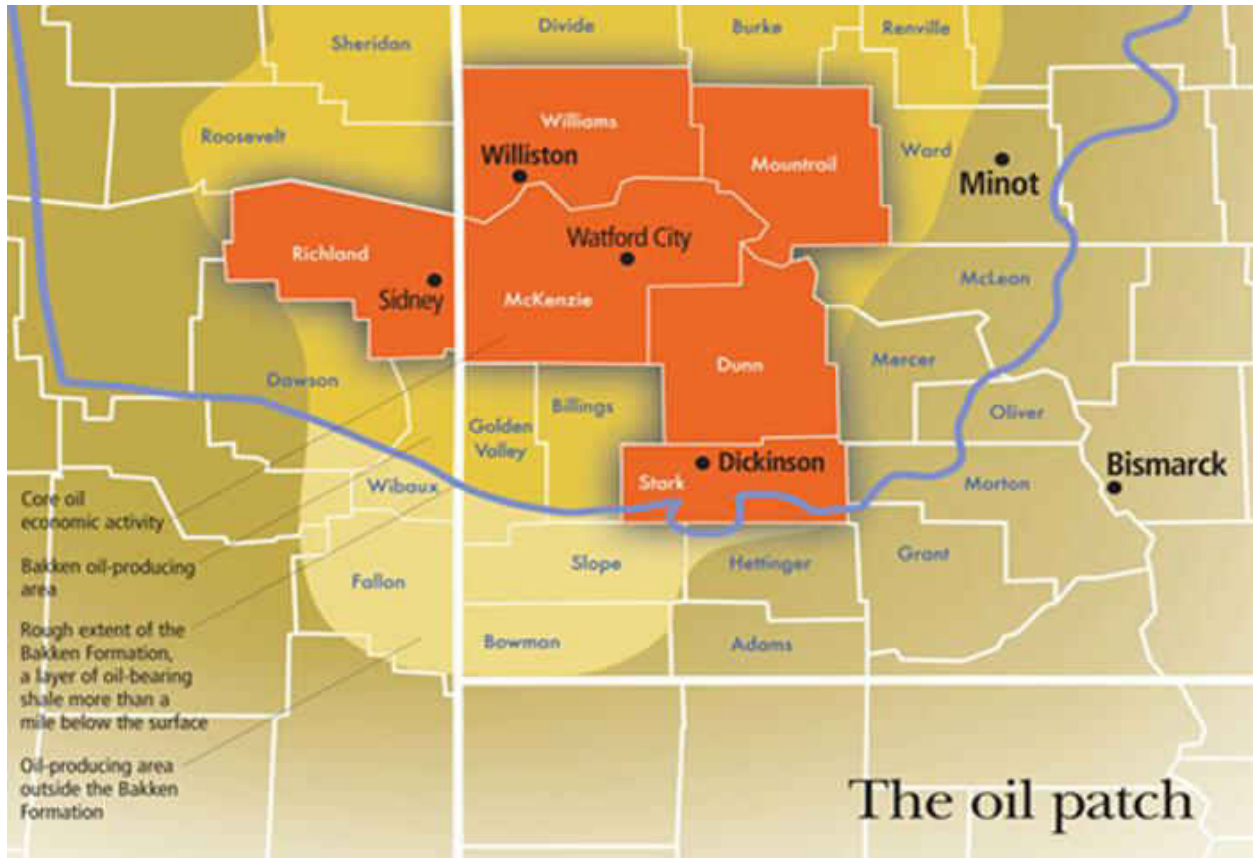 Divide
Burke
Renville
Sheridan
Williams
Roosevelt
Williston
Mountrail
Ward
Minot
Watford City
Richland
Sidney
McKenzie
McLean
Dunn
Mercer
Dawson
Billings
Oliver
Golden
Valley
Stark
Dickinson
Bismarck
Wibaux
Morton
Core oil
economic activity
Bakken oil-producing
area
Fallon
Slope
Hettinger
Grant
Rough extent of the
Bakken Formation,
a layer of oil-bearing
shale more than a
mile below the surface
Bowman
Adams
Oil-producing area
outside the Bakken
Formation
The oil patch